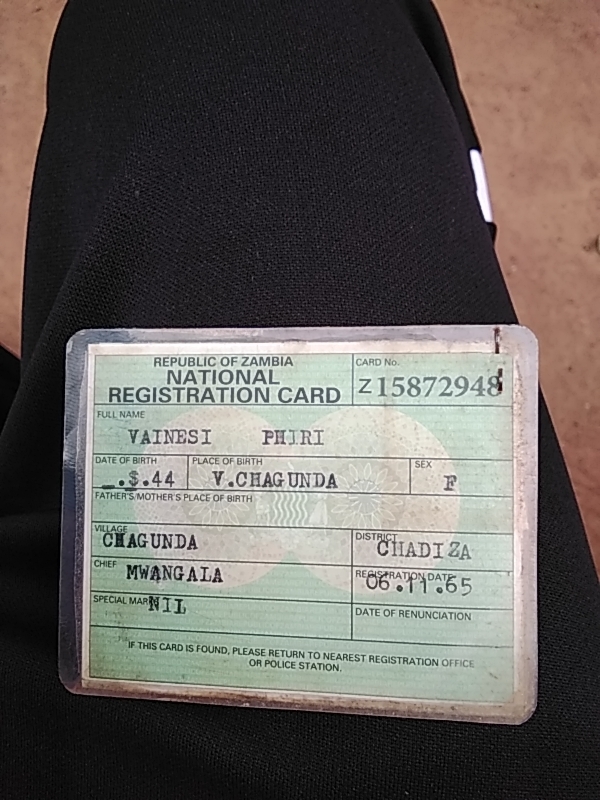 REPUBLIC OF ZAMBIA
NATIONAL
REGISTRATION CARD
CARD No.
Z15872948
FULL NAME
VAINESI PHIRI
DATE OF BIRTH
.44
PLACE OF BIRTH
V.CHAGUNDA
SEX
F
FATHER'S/MOTHER'S PLACE OF BIRTH
VILLAGE
CHAGUNDA
DISTRICT
CHADIZA
CHIEF
MWANGALA
REGISTRATION DATE
06.11.65
SPECIAL MAR
NIL
DATE OF RENUNCIATION
IF THIS CARD IS FOUND, PLEASE RETURN TO NEAREST REGISTRATION OFFICE
OR POLICE STATION.